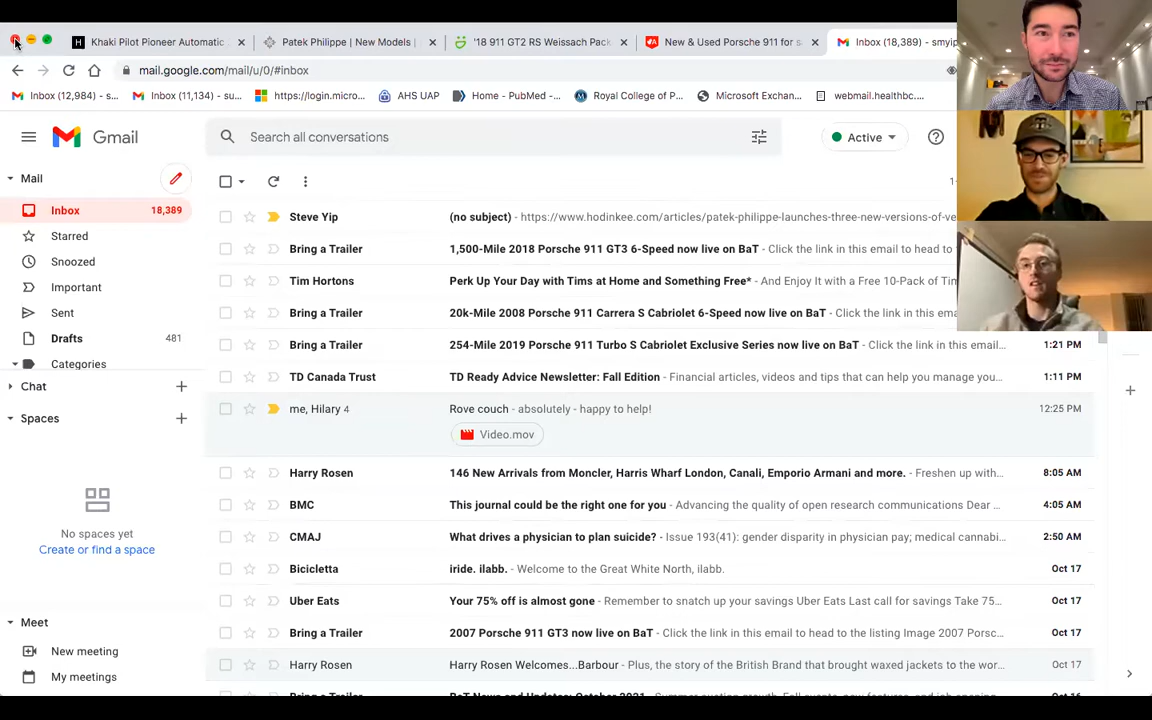 Khaki Pilot Pioneer Automatic
Patek Philippe | New Models |
'18 911 GT2 RS Weissach Pack
New & Used Porsche 911 for s
Inbox (18,389) - smyip
mail.google.com/mail/u/0/#inbox
Inbox (12,984) - s...
Inbox (11,134) - su...
https://login.micro...
AHS UAP
Home - PubMed -...
Royal College of P...
Microsoft Exchan...
webmail.healthbc....
Gmail
Search all conversations
Active
Mail
Inbox 18,389
Starred
Snoozed
Important
Sent
Drafts 481
Categories
Chat
Spaces
No spaces yet
Create or find a space
Meet
New meeting
My meetings
Steve Yip (no subject) - https://www.hodinkee.com/articles/patek-philippe-launches-three-new-versions-of-ve
Bring a Trailer 1,500-Mile 2018 Porsche 911 GT3 6-Speed now live on BaT - Click the link in this email to head to
Tim Hortons Perk Up Your Day with Tims at Home and Something Free* - And Enjoy It with a Free 10-Pack of Tim
Bring a Trailer 20k-Mile 2008 Porsche 911 Carrera S Cabriolet 6-Speed now live on BaT - Click the link in this ema
Bring a Trailer 254-Mile 2019 Porsche 911 Turbo S Cabriolet Exclusive Series now live on BaT - Click the link in this email... 1:21 PM
TD Canada Trust TD Ready Advice Newsletter: Fall Edition - Financial articles, videos and tips that can help you manage you... 1:11 PM
me, Hilary 4 Rove couch - absolutely - happy to help! 12:25 PM
Video.mov
Harry Rosen 146 New Arrivals from Moncler, Harris Wharf London, Canali, Emporio Armani and more. - Freshen up with... 8:05 AM
BMC This journal could be the right one for you - Advancing the quality of open research communications Dear ... 4:05 AM
CMAJ What drives a physician to plan suicide? - Issue 193(41): gender disparity in physician pay; medical cannabi... 2:50 AM
Bicicletta iride. ilabb. - Welcome to the Great White North, ilabb. Oct 17
Uber Eats Your 75% off is almost gone - Remember to snatch up your savings Uber Eats Last call for savings Take 75... Oct 17
Bring a Trailer 2007 Porsche 911 GT3 now live on BaT - Click the link in this email to head to the listing Image 2007 Porsc... Oct 17
Harry Rosen Harry Rosen Welcomes...Barbour - Plus, the story of the British Brand that brought waxed jackets to the wor... Oct 17